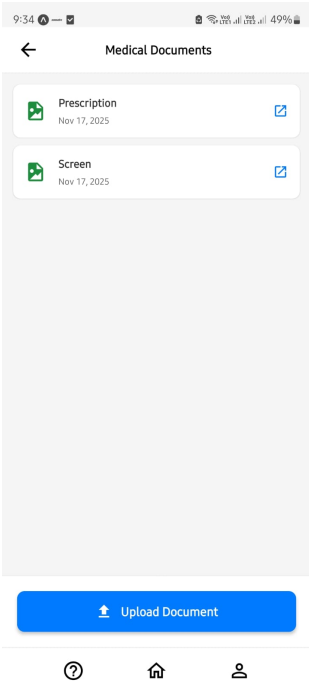 9:34
49%
Medical Documents
Prescription
Nov 17, 2025
Screen
Nov 17, 2025
Upload Document